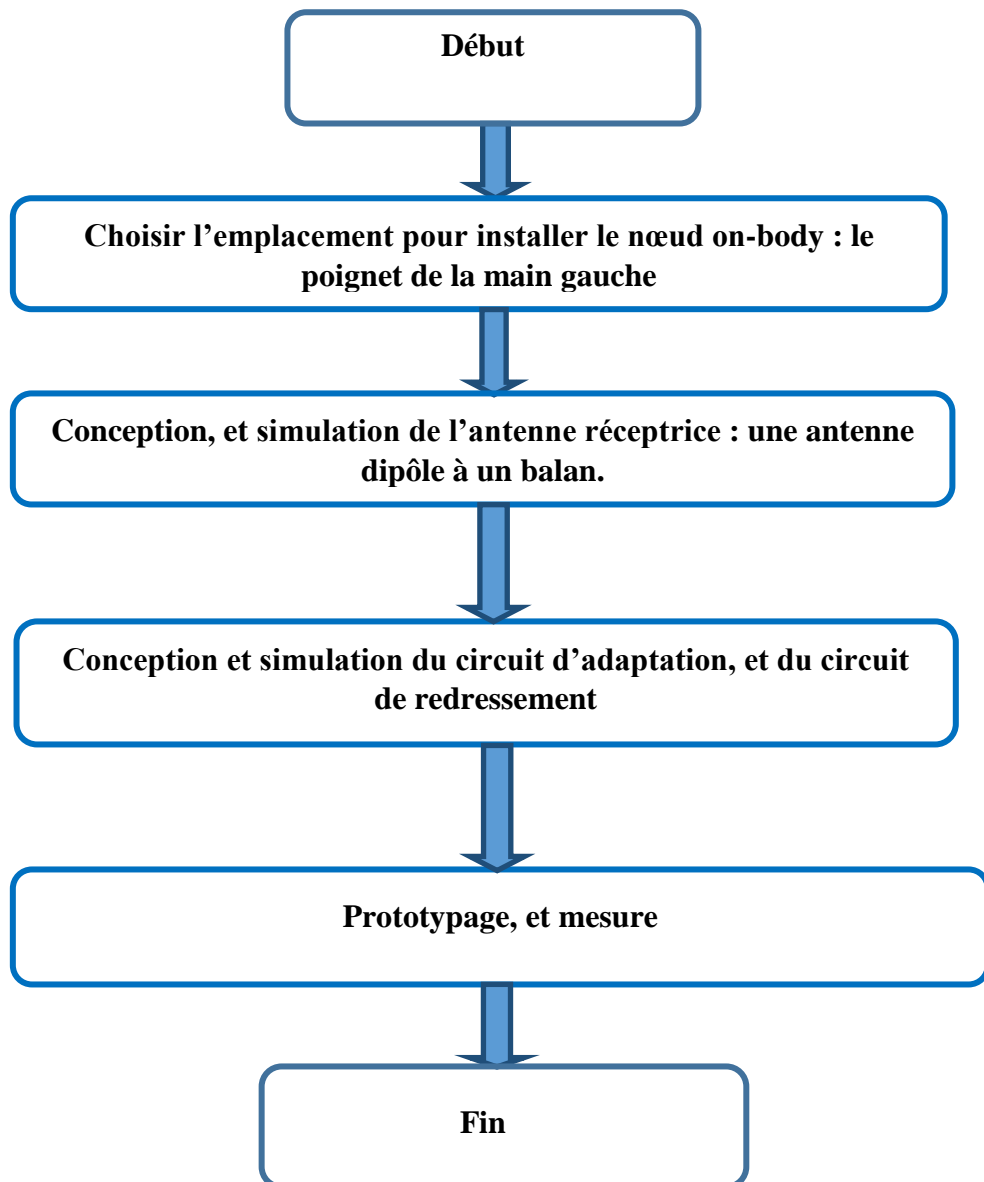 Début
Choisir l’emplacement pour installer le nœud on-body : le
poignet de la main gauche
Conception, et simulation de l’antenne réceptrice : une antenne
dipôle à un balan.
Conception et simulation du circuit d’adaptation, et du circuit
de redressement
Prototypage, et mesure
Fin